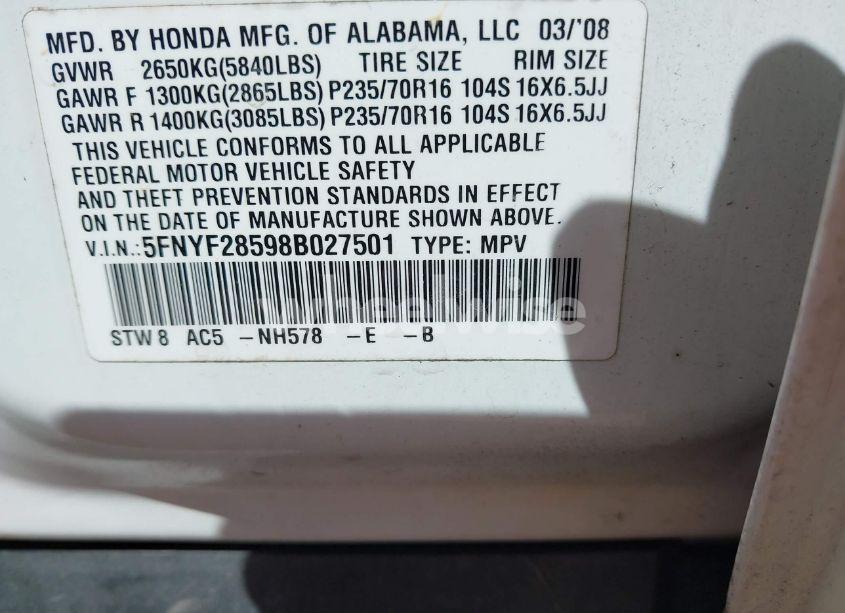 MFD. BY HONDA MFG. OF ALABAMA, LLC 03/'08
GVWR 2650KG(5840LBS) TIRE SIZE RIM SIZE
GAWR F 1300KG(2865LBS) P235/70R16 104S 16X6.5JJ
GAWR R 1400KG(3085LBS) P235/70R16 104S 16X6.5JJ
THIS VEHICLE CONFORMS TO ALL APPLICABLE
FEDERAL MOTOR VEHICLE SAFETY
AND THEFT PREVENTION STANDARDS IN EFFECT
ON THE DATE OF MANUFACTURE SHOWN ABOVE.
V.I.N.:5FNYF28598B027501 TYPE: MPV
wheelwise
STW8 AC5 -NH578 -E -B